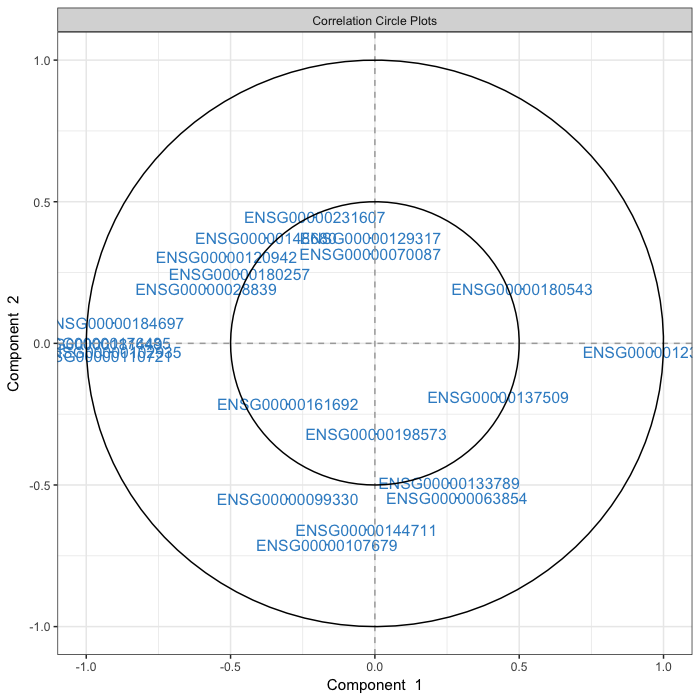 Correlation Circle Plots
1.0
ENSG00000231607
ENSG00000129317
0.5
ENSG00000070087
ENSG00000120942
ENSG00000180257
ENSG00000028839
ENSG00000180543
NSG00000184697
0.0
ENSG00000123
ENSG00000137509
ENSG00000161692
ENSG00000198573
-0.5
ENSG00000133789
ENSG00000063854
ENSG00000099330
ENSG00000144711
ENSG00000107679
-1.0
-1.0
-0.5
0.0
0.5
1.0
Component 1
Component 2